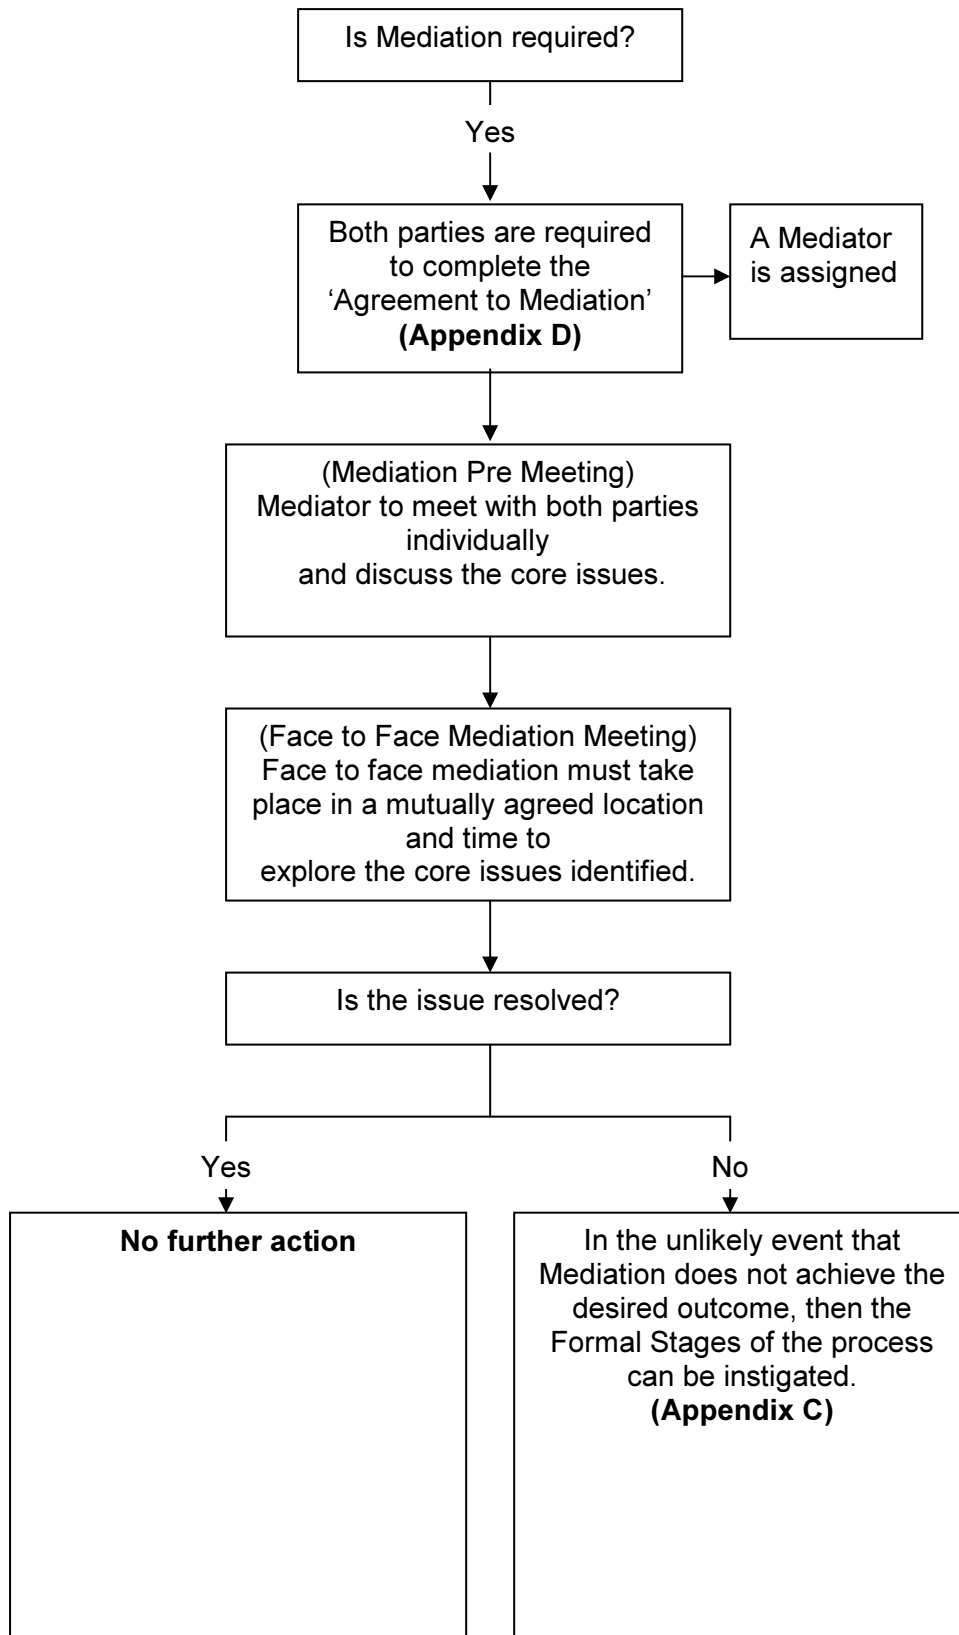 Is Mediation required?
Yes
Both parties are required
to complete the
‘Agreement to Mediation’
(Appendix D)
A Mediator
is assigned
(Mediation Pre Meeting)
Mediator to meet with both parties
individually
and discuss the core issues.
(Face to Face Mediation Meeting)
Face to face mediation must take
place in a mutually agreed location
and time to
explore the core issues identified.
Is the issue resolved?
Yes
No
No further action
In the unlikely event that
Mediation does not achieve the
desired outcome, then the
Formal Stages of the process
can be instigated.
(Appendix C)